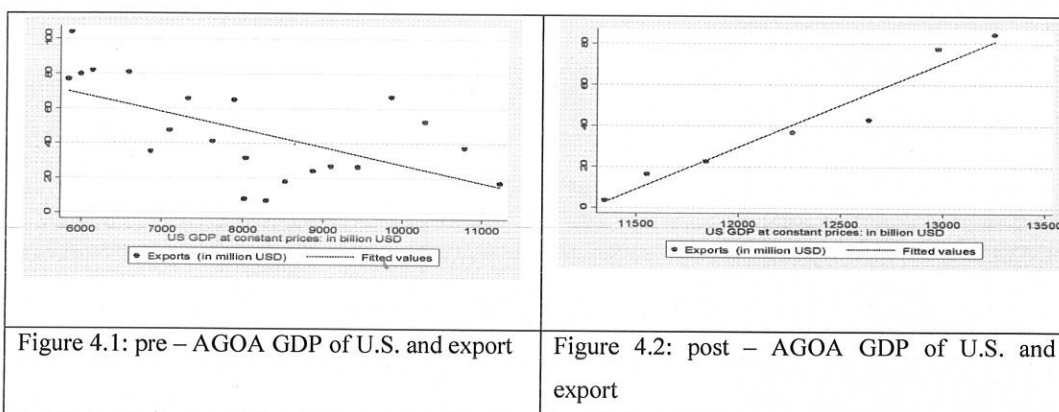 100
80
60
40
20
0
6000 7000 8000 9000 10000 11000
US GDP at constant prices: in billion USD
Exports (in million USD) Fitted values
80
60
40
20
0
11500 12000 12500 13000 13500
US GDP at constant prices: in billion USD
Exports (in million USD) Fitted values
Figure 4.1: pre – AGOA GDP of U.S. and export
Figure 4.2: post – AGOA GDP of U.S. and
export